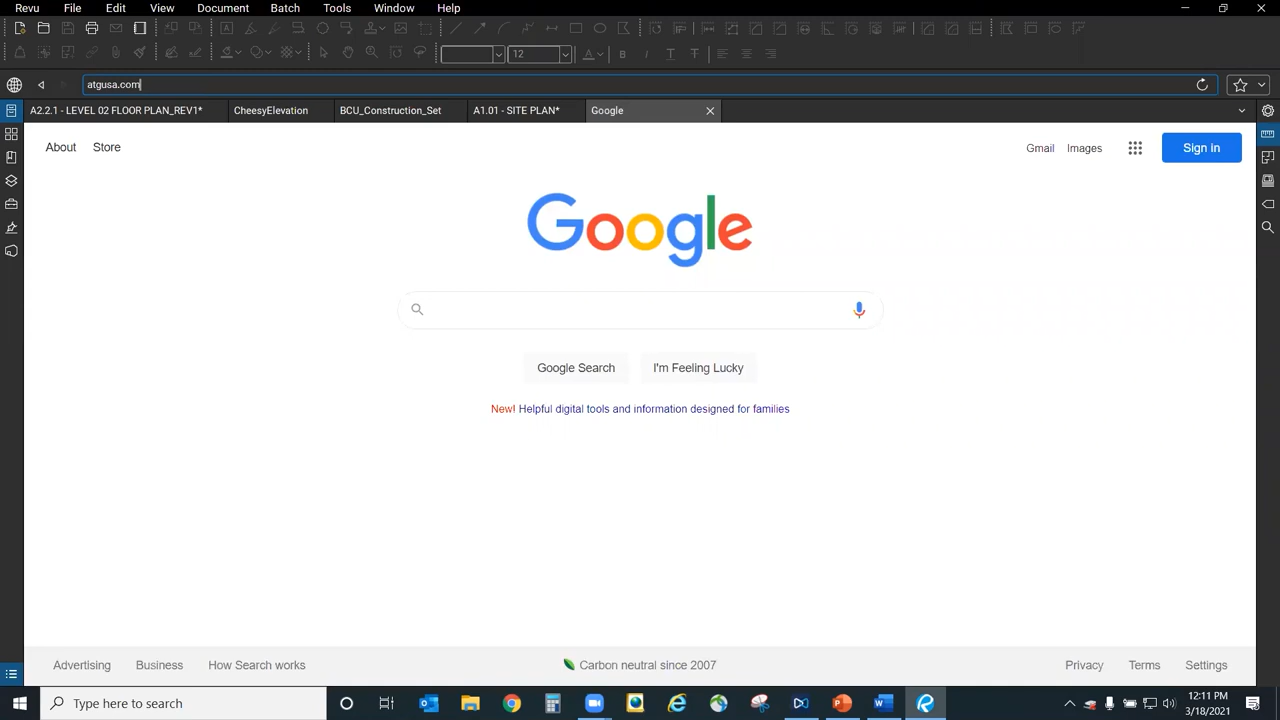 Revu File Edit View Document Batch Tools Window Help
12
atgusa.com
A2.2.1 - LEVEL 02 FLOOR PLAN_REV1* CheesyElevation BCU_Construction_Set A1.01 - SITE PLAN* Google
About Store Gmail Images Sign in
Google
Google Search I'm Feeling Lucky
New! Helpful digital tools and information designed for families
Advertising Business How Search works Carbon neutral since 2007 Privacy Terms Settings
Type here to search
12:11 PM
3/18/2021